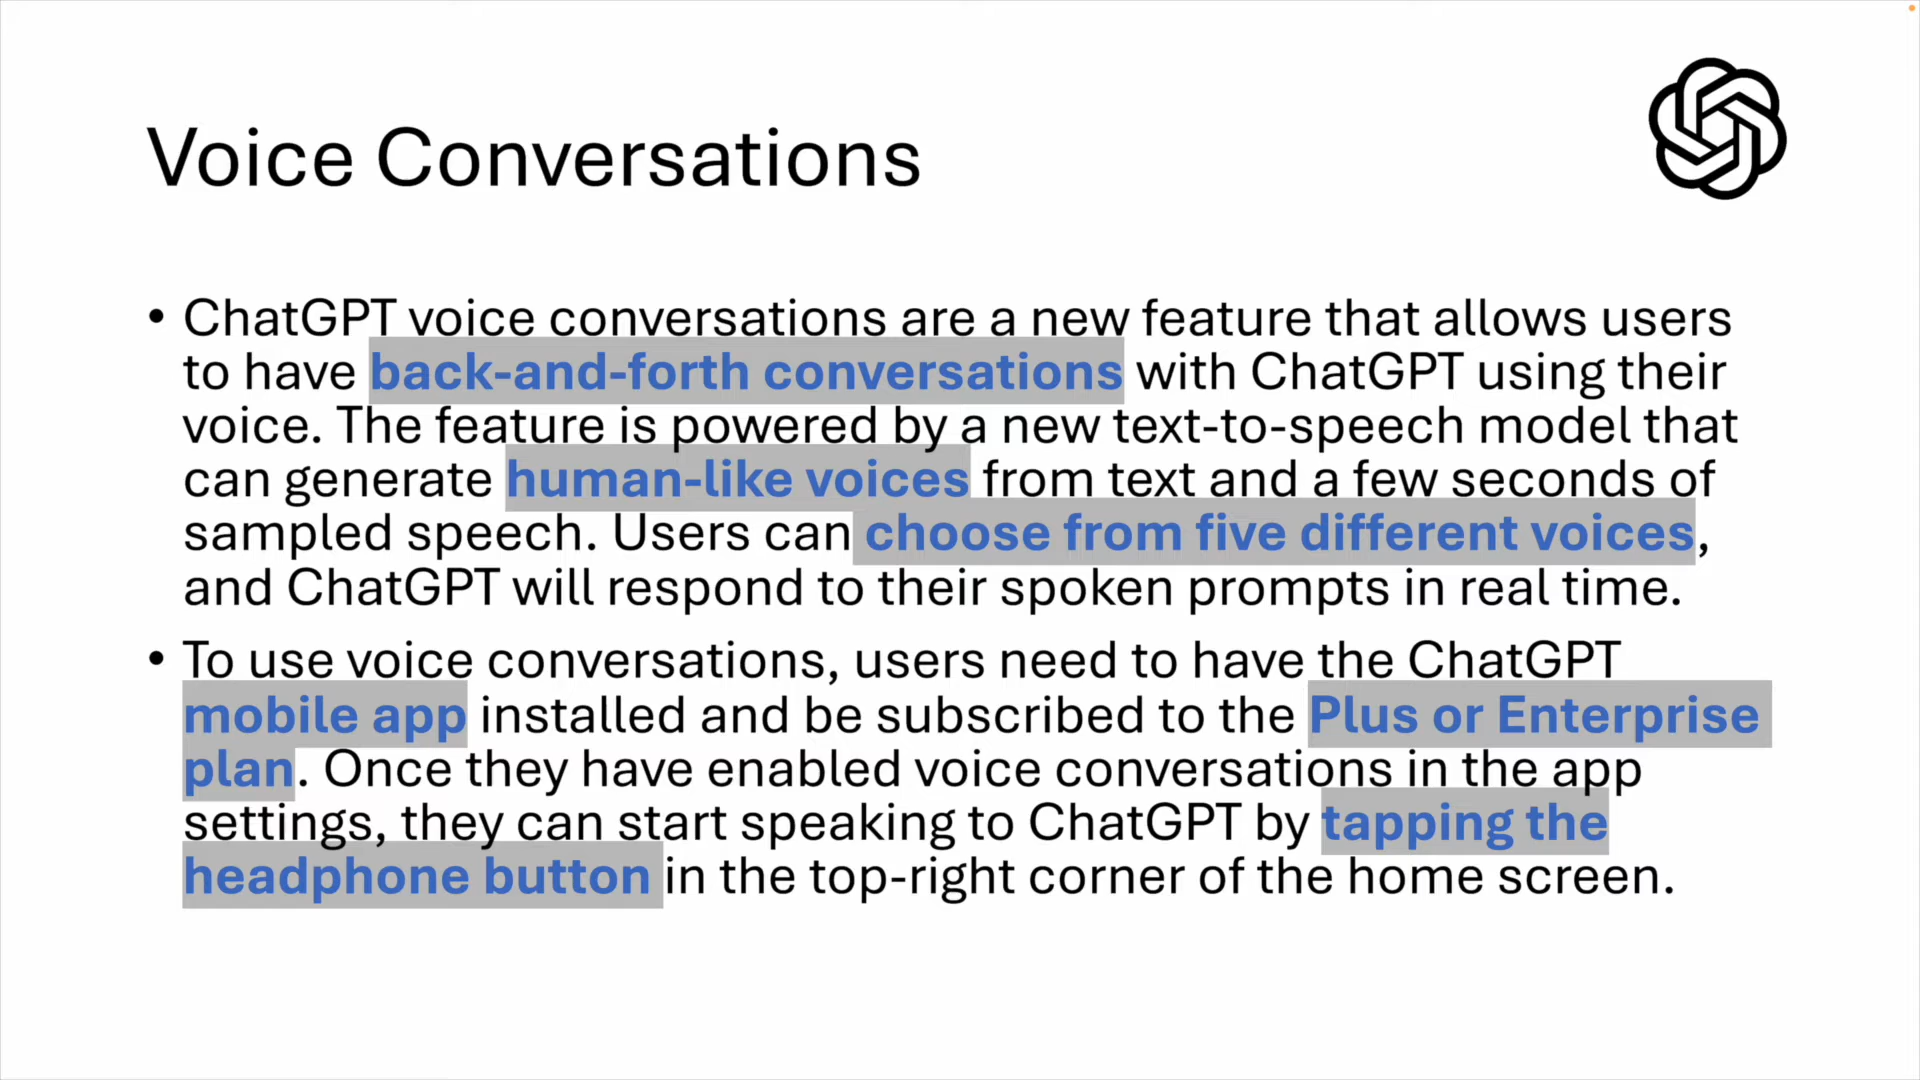 Voice Conversations
• ChatGPT voice conversations are a new feature that allows users
to have back-and-forth conversations with ChatGPT using their
voice. The feature is powered by a new text-to-speech model that
can generate human-like voices from text and a few seconds of
sampled speech. Users can choose from five different voices,
and ChatGPT will respond to their spoken prompts in real time.
• To use voice conversations, users need to have the ChatGPT
mobile app installed and be subscribed to the Plus or Enterprise
plan. Once they have enabled voice conversations in the app
settings, they can start speaking to ChatGPT by tapping the
headphone button in the top-right corner of the home screen.